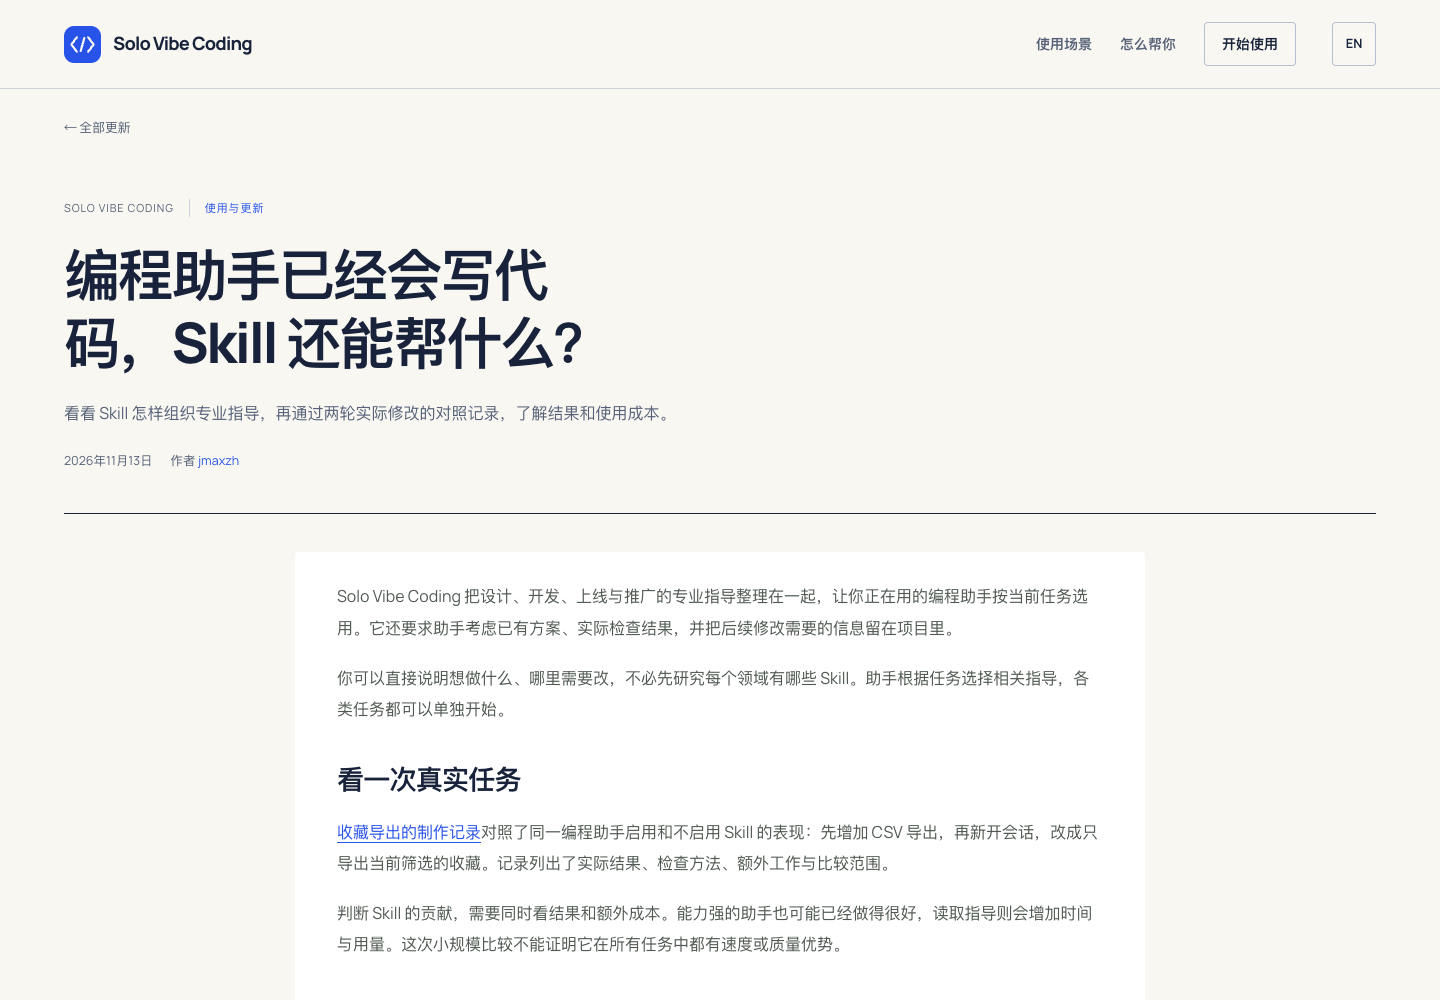 Solo Vibe Coding
使用场景
怎么帮你
开始使用
EN
← 全部更新
SOLO VIBE CODING
使用与更新
编程助手已经会写代
码，Skill 还能帮什么？
看看 Skill 怎样组织专业指导，再通过两轮实际修改的对照记录，了解结果和使用成本。
2026年11月13日 作者 jmaxzh
Solo Vibe Coding 把设计、开发、上线与推广的专业指导整理在一起，让你正在用的编程助手按当前任务选
用。它还要求助手考虑已有方案、实际检查结果，并把后续修改需要的信息留在项目里。
你可以直接说明想做什么、哪里需要改，不必先研究每个领域有哪些 Skill。助手根据任务选择相关指导，各
类任务都可以单独开始。
看一次真实任务
收藏导出的制作记录对照了同一编程助手启用和不启用 Skill 的表现：先增加 CSV 导出，再新开会话，改成只
导出当前筛选的收藏。记录列出了实际结果、检查方法、额外工作与比较范围。
判断 Skill 的贡献，需要同时看结果和额外成本。能力强的助手也可能已经做得很好，读取指导则会增加时间
与用量。这次小规模比较不能证明它在所有任务中都有速度或质量优势。